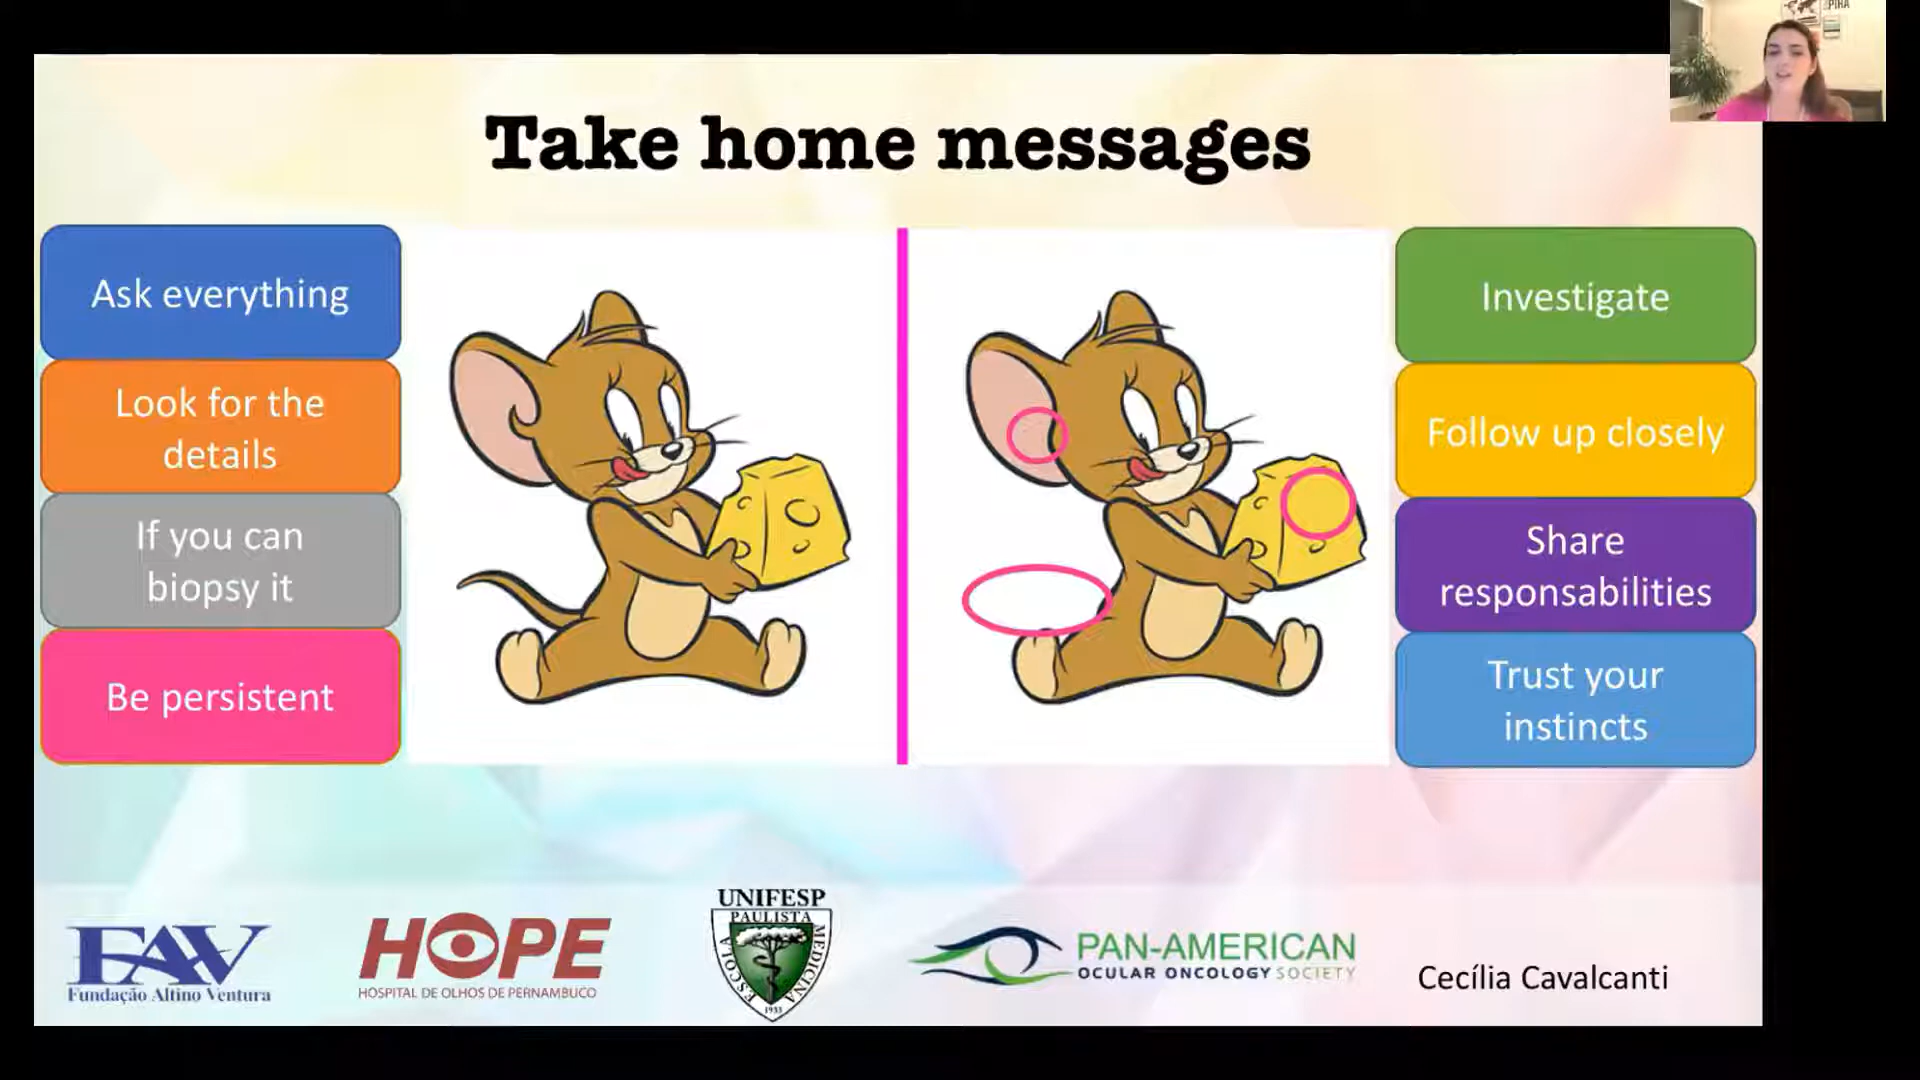 PIRA
Take home messages
Ask everything
Look for the
details
If you can
biopsy it
Be persistent
Investigate
Follow up closely
Share
responsabilities
Trust your
instincts
FAV
Fundação Altino Ventura
HOPE
HOSPITAL DE OLHOS DE PERNAMBUCO
UNIFESP
PAULISTA
ESCOLA
MEDICINA
1933
PAN-AMERICAN
OCULAR ONCOLOGY SOCIETY
Cecília Cavalcanti